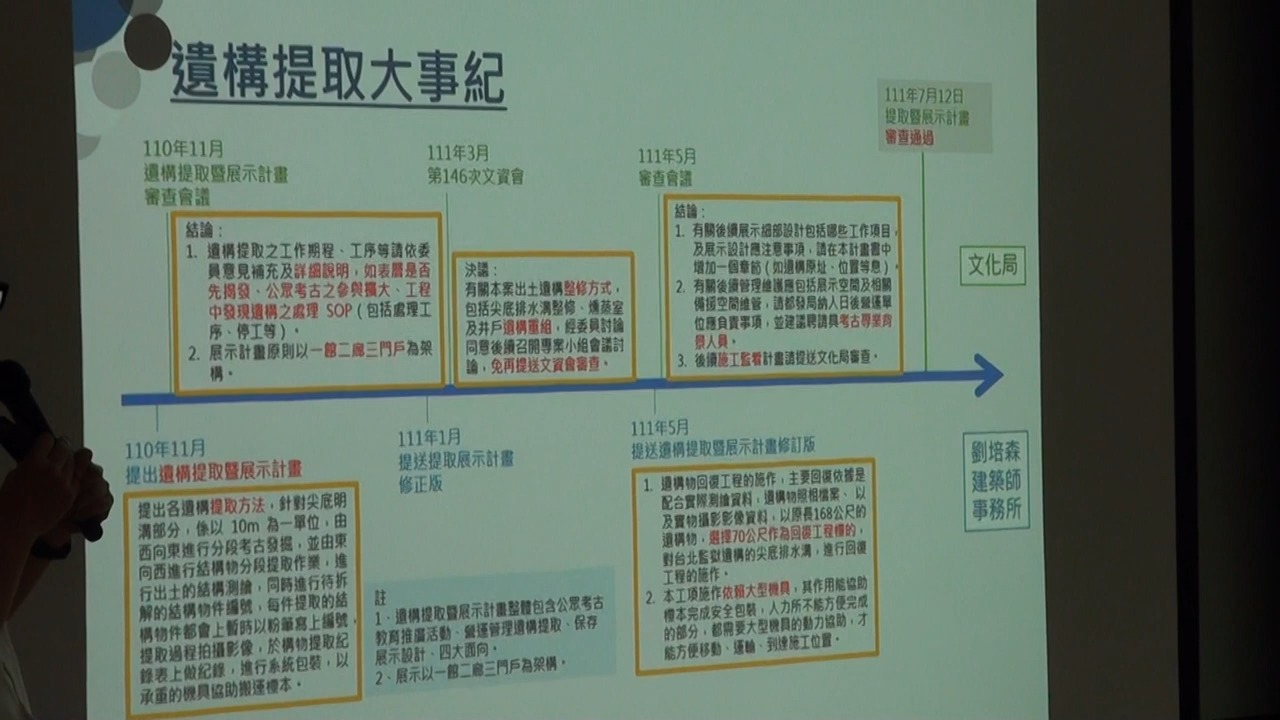 遺構提取大事紀
110年11月
遺構提取暨展示計畫
審查會議
結論：
1. 遺構提取之工作期程、工序等請依委
員意見補充及詳細說明，如表層是否
先揭發、公眾考古之參與擴大、工程
中發現遺構之處理 SOP（包括處理工
序、停工等）。
2. 展示計畫原則以一館二廊三門戶為架
構。
111年3月
第146次文資會
決議：
有關本案出土遺構整修方式，
包括尖底排水溝整修、燻蒸室
及井戶遺構重組，經委員討論
同意後續召開專案小組會議討
論，免再提送文資會審查。
111年5月
審查會議
結論：
1. 有關後續展示細部設計包括哪些工作項目，
及展示設計應注意事項，請在本計畫書中
增加一個章節（如遺構原址、位置等息）。
2. 有關後續管理維護應包括展示空間及相關
備援空間維管，請都發局納入日後營運單
位應負責事項，並建議聘請具考古專業背
景人員。
3. 後續施工監看計畫請提送文化局審查。
111年7月12日
提取暨展示計畫
審查通過
文化局
110年11月
提出遺構提取暨展示計畫
提出各遺構提取方法，針對尖底明
溝部分，係以 10m 為一單位，由
西向東進行分段考古發掘，並由東
向西進行結構物分段提取作業，進
行出土的結構測繪，同時進行待拆
解的結構物件編號，每件提取的結
構物件都會上暫時以粉筆寫上編號，
提取過程拍攝影像，於構物提取紀
錄表上做紀錄，進行系統包裝，以
承重的機具協助搬運標本。
111年1月
提送提取展示計畫
修正版
註
1、遺構提取暨展示計畫整體包含公眾考古
教育推廣活動、營運管理遺構提取、保存
展示設計、四大面向。
2、展示以一館二廊三門戶為架構。
111年5月
提送遺構提取暨展示計畫修訂版
1. 遺構物回復工程的施作，主要回復依據是
配合實際測繪資料，遺構物照相檔案、以
及實物攝影影像資料，以原長168公尺的
遺構物，選擇70公尺作為回復工程標的，
對台北監獄遺構的尖底排水溝，進行回復
工程的施作。
2. 本工項施作依賴大型機具，其作用能協助
標本完成安全包裝，人力所不能方便完成
的部分，都需要大型機具的動力協助，才
能方便移動、運輸、到達施工位置。
劉培森
建築師
事務所